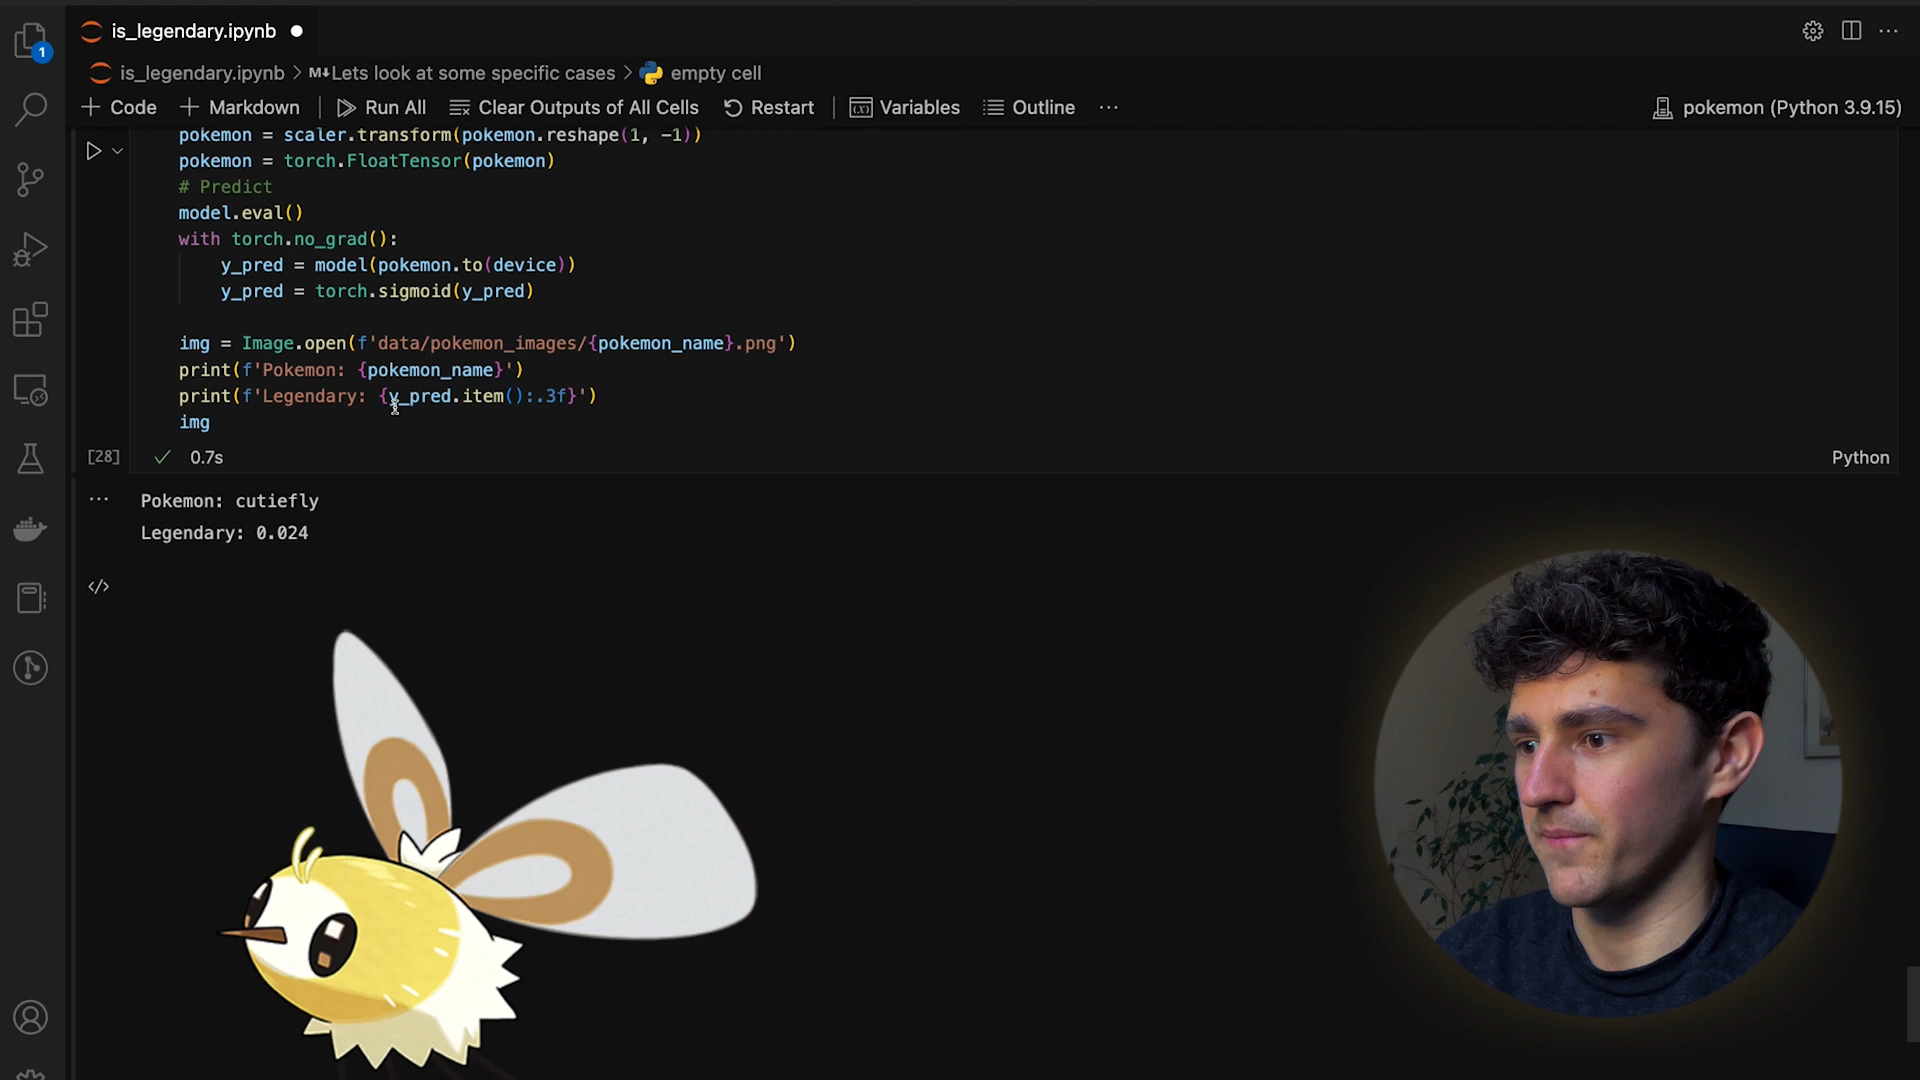 is_legendary.ipynb
1
is_legendary.ipynb > M↓Lets look at some specific cases > empty cell
+ Code + Markdown Run All Clear Outputs of All Cells Restart (x) Variables Outline ... pokemon (Python 3.9.15)
pokemon = scaler.transform(pokemon.reshape(1, -1))
pokemon = torch.FloatTensor(pokemon)
# Predict
model.eval()
with torch.no_grad():
y_pred = model(pokemon.to(device))
y_pred = torch.sigmoid(y_pred)
img = Image.open(f'data/pokemon_images/{pokemon_name}.png')
print(f'Pokemon: {pokemon_name}')
print(f'Legendary: {y_pred.item():.3f}')
img
[28] ✓ 0.7s Python
... Pokemon: cutiefly
Legendary: 0.024
</>